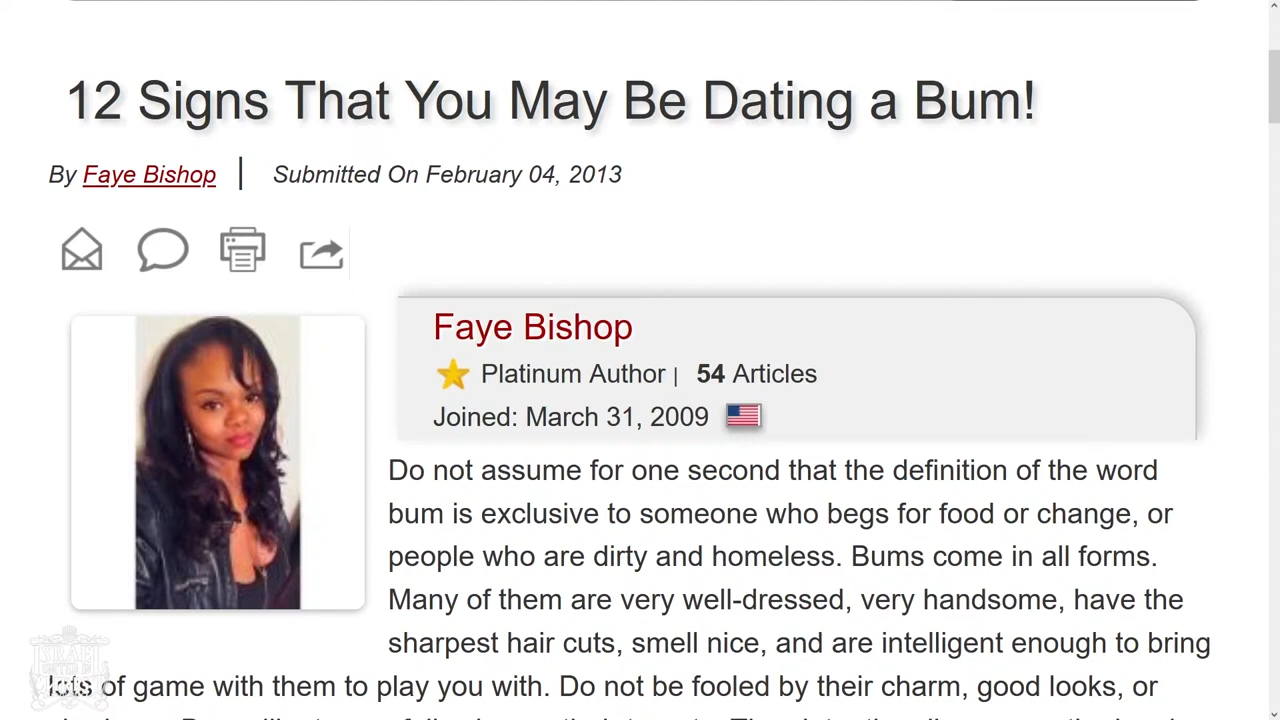 12 Signs That You May Be Dating a Bum!
By Faye Bishop | Submitted On February 04, 2013
Faye Bishop
Platinum Author | 54 Articles
Joined: March 31, 2009
Do not assume for one second that the definition of the word
bum is exclusive to someone who begs for food or change, or
people who are dirty and homeless. Bums come in all forms.
Many of them are very well-dressed, very handsome, have the
sharpest hair cuts, smell nice, and are intelligent enough to bring
lots of game with them to play you with. Do not be fooled by their charm, good looks, or
ISRAEL
UNITED IN